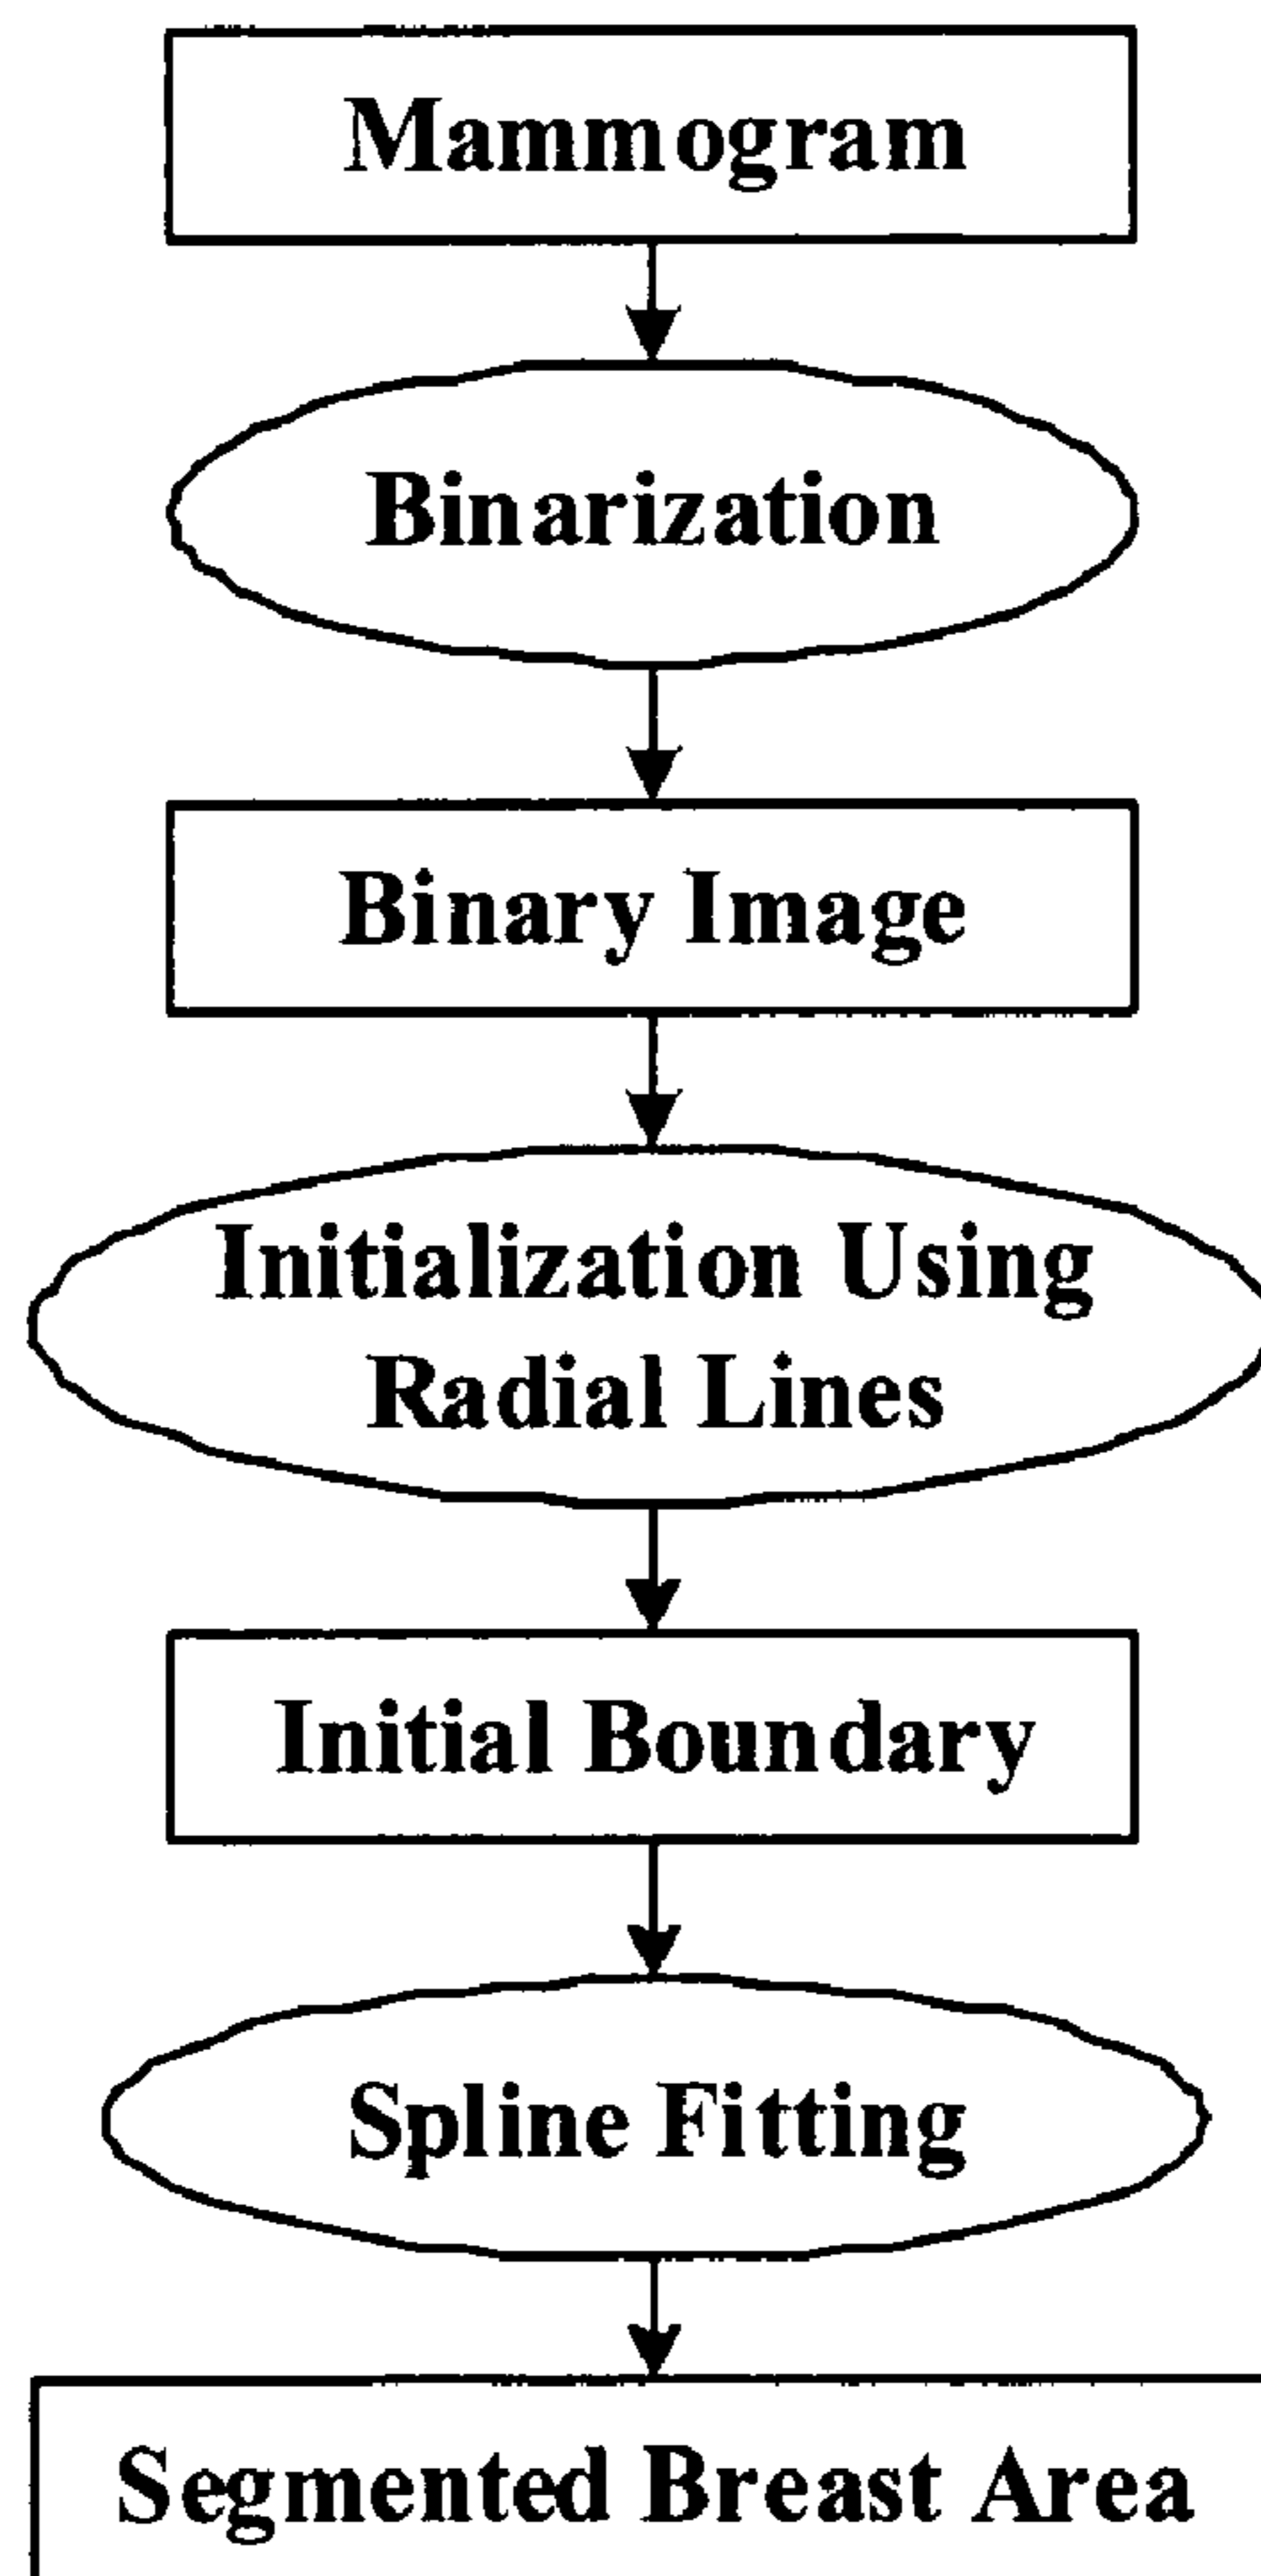 Mammogram
Binarization
Binary Image
Initialization Using
Radial Lines
Initial Boundary
Spline Fitting
Segmented Breast Area